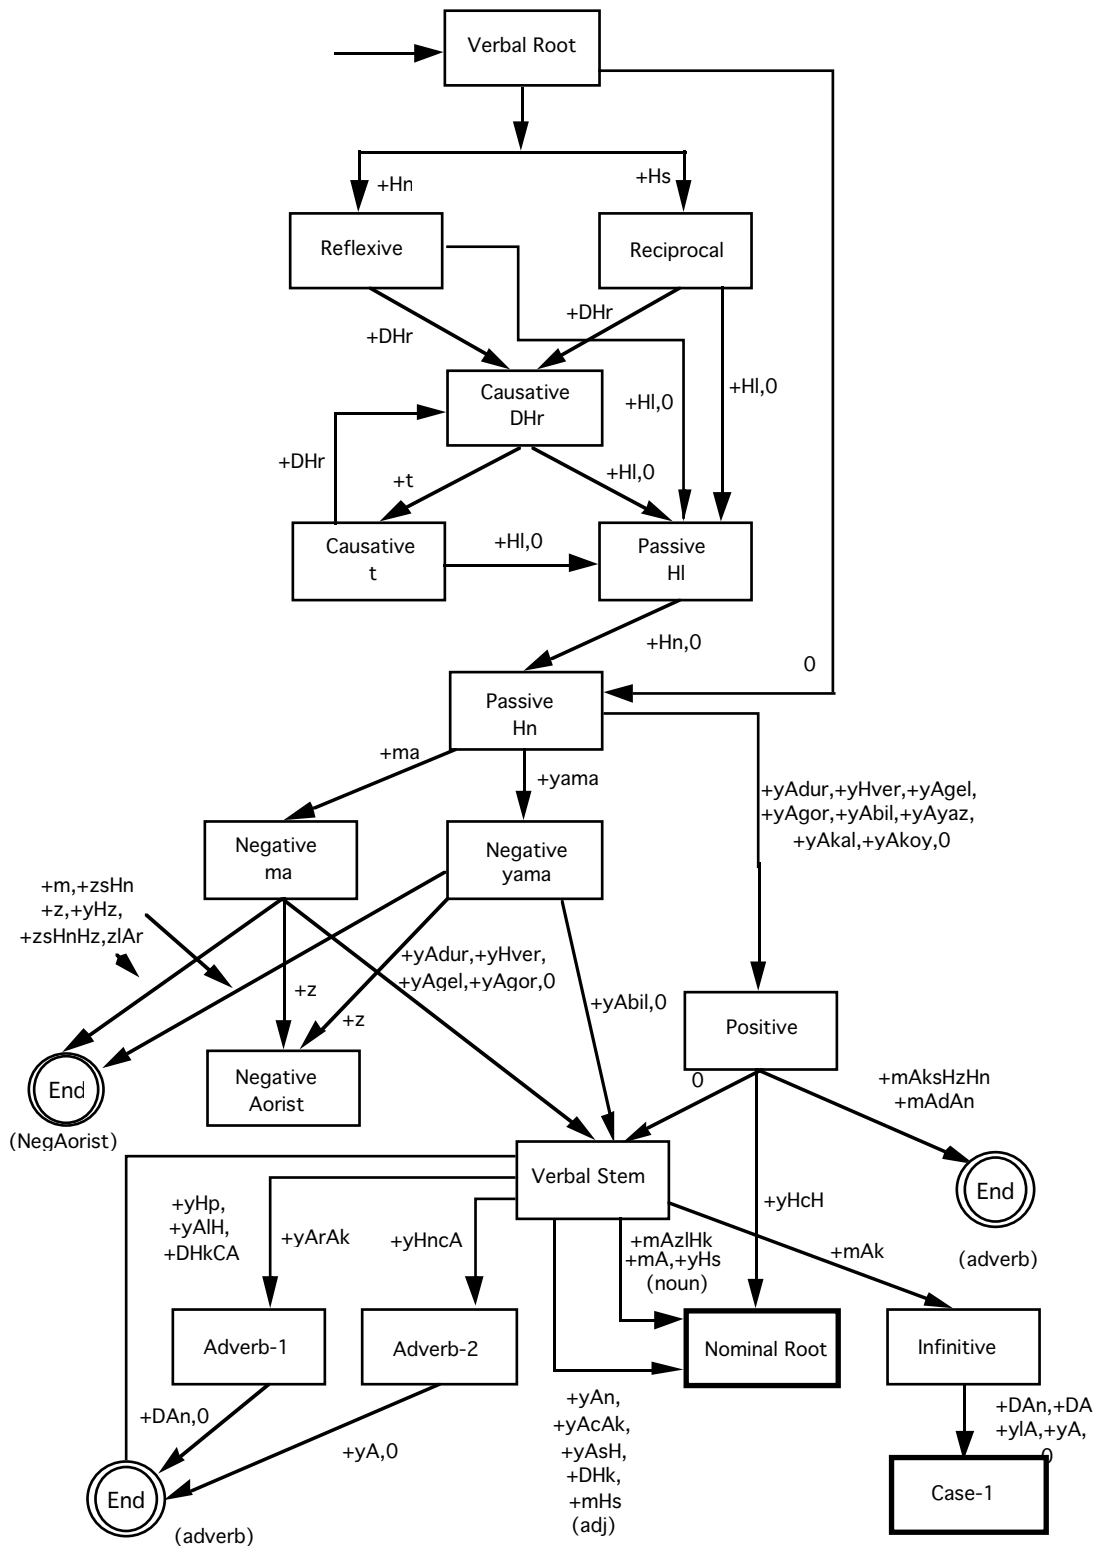 Verbal Root
+Hn
+Hs
Reflexive
Reciprocal
+DHr
+DHr
Causative
DHr
+Hl,0
+Hl,0
+DHr
+t
+Hl,0
Causative
t
+Hl,0
Passive
Hl
+Hn,0
0
Passive
Hn
+ma
+yama
+yAdur,+yHver,+yAgel,
+yAgor,+yAbil,+yAyaz,
+yAkal,+yAkoy,0
Negative
ma
Negative
yama
+m,+zsHn
+z,+yHz,
+zsHnHz,zlAr
+yAdur,+yHver,
+yAgel,+yAgor,0
+z
+z
+yAbil,0
Positive
End
(NegAorist)
Negative
Aorist
0
+mAksHzHn
+mAdAn
Verbal Stem
End
(adverb)
+yHp,
+yAlH,
+DHkCA
+yArAk
+yHncA
+mAzlHk
+mA,+yHs
(noun)
+yHcH
+mAk
Adverb-1
Adverb-2
Nominal Root
Infinitive
+DAn,0
+yA,0
+yAn,
+yAcAk,
+yAsH,
+DHk,
+mHs
(adj)
+DAn,+DA
+ylA,+yA,
0
End
(adverb)
Case-1